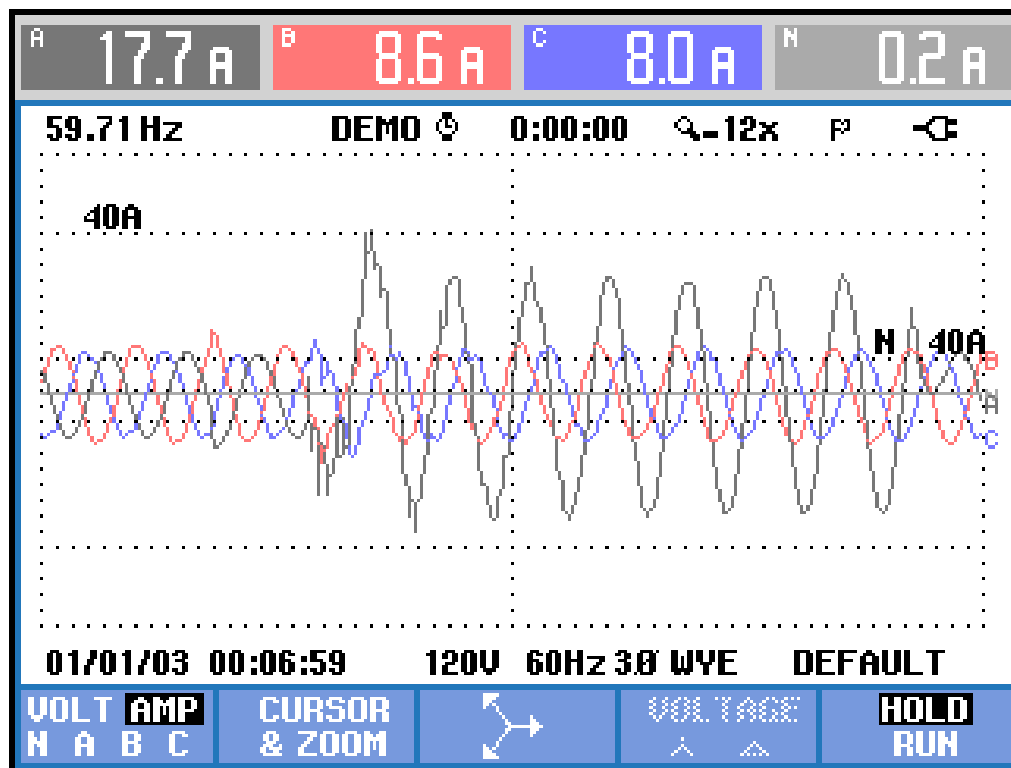 A 17.7 A B 8.6 A C 8.0 A N 0.2 A
59.71 Hz DEMO 0:00:00 12x
40A
N 40A
B
A
C
01/01/03 00:06:59 120V 60Hz 3Ø WYE DEFAULT
VOLT AMP CURSOR VOLTAGE HOLD
N A B C & ZOOM RUN